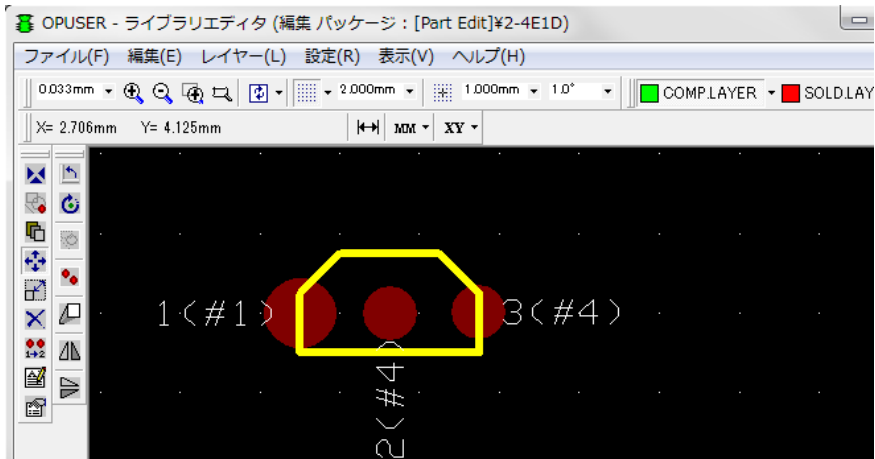 OPUSER - ライブラリエディタ (編集 パッケージ : [Part Edit]¥2-4E1D)
ファイル(F) 編集(E) レイヤー(L) 設定(R) 表示(V) ヘルプ(H)
0.033mm 2.000mm 1.000mm 1.0° COMP.LAYER SOLD.LAY
X= 2.706mm Y= 4.125mm MM XY
1(#1) 3(#4)
2(#4)
1→2